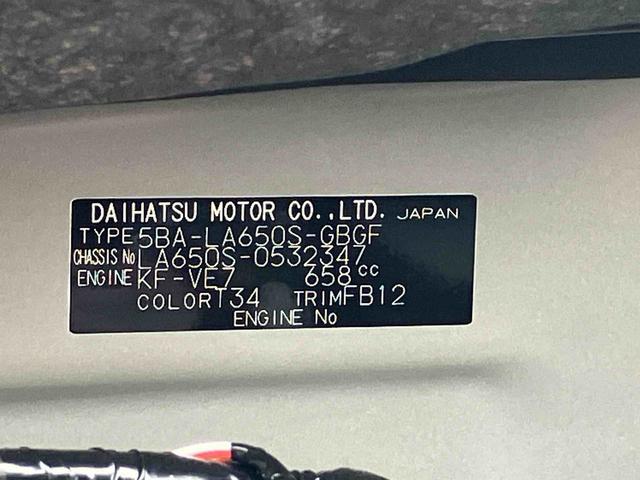 DAIHATSU MOTOR CO.,LTD. JAPAN
TYPE 5BA-LA650S-GBGF
CHASSIS No LA650S-0532347
ENGINE KF-VE7 658cc
COLOR T34 TRIM FB12
ENGINE No